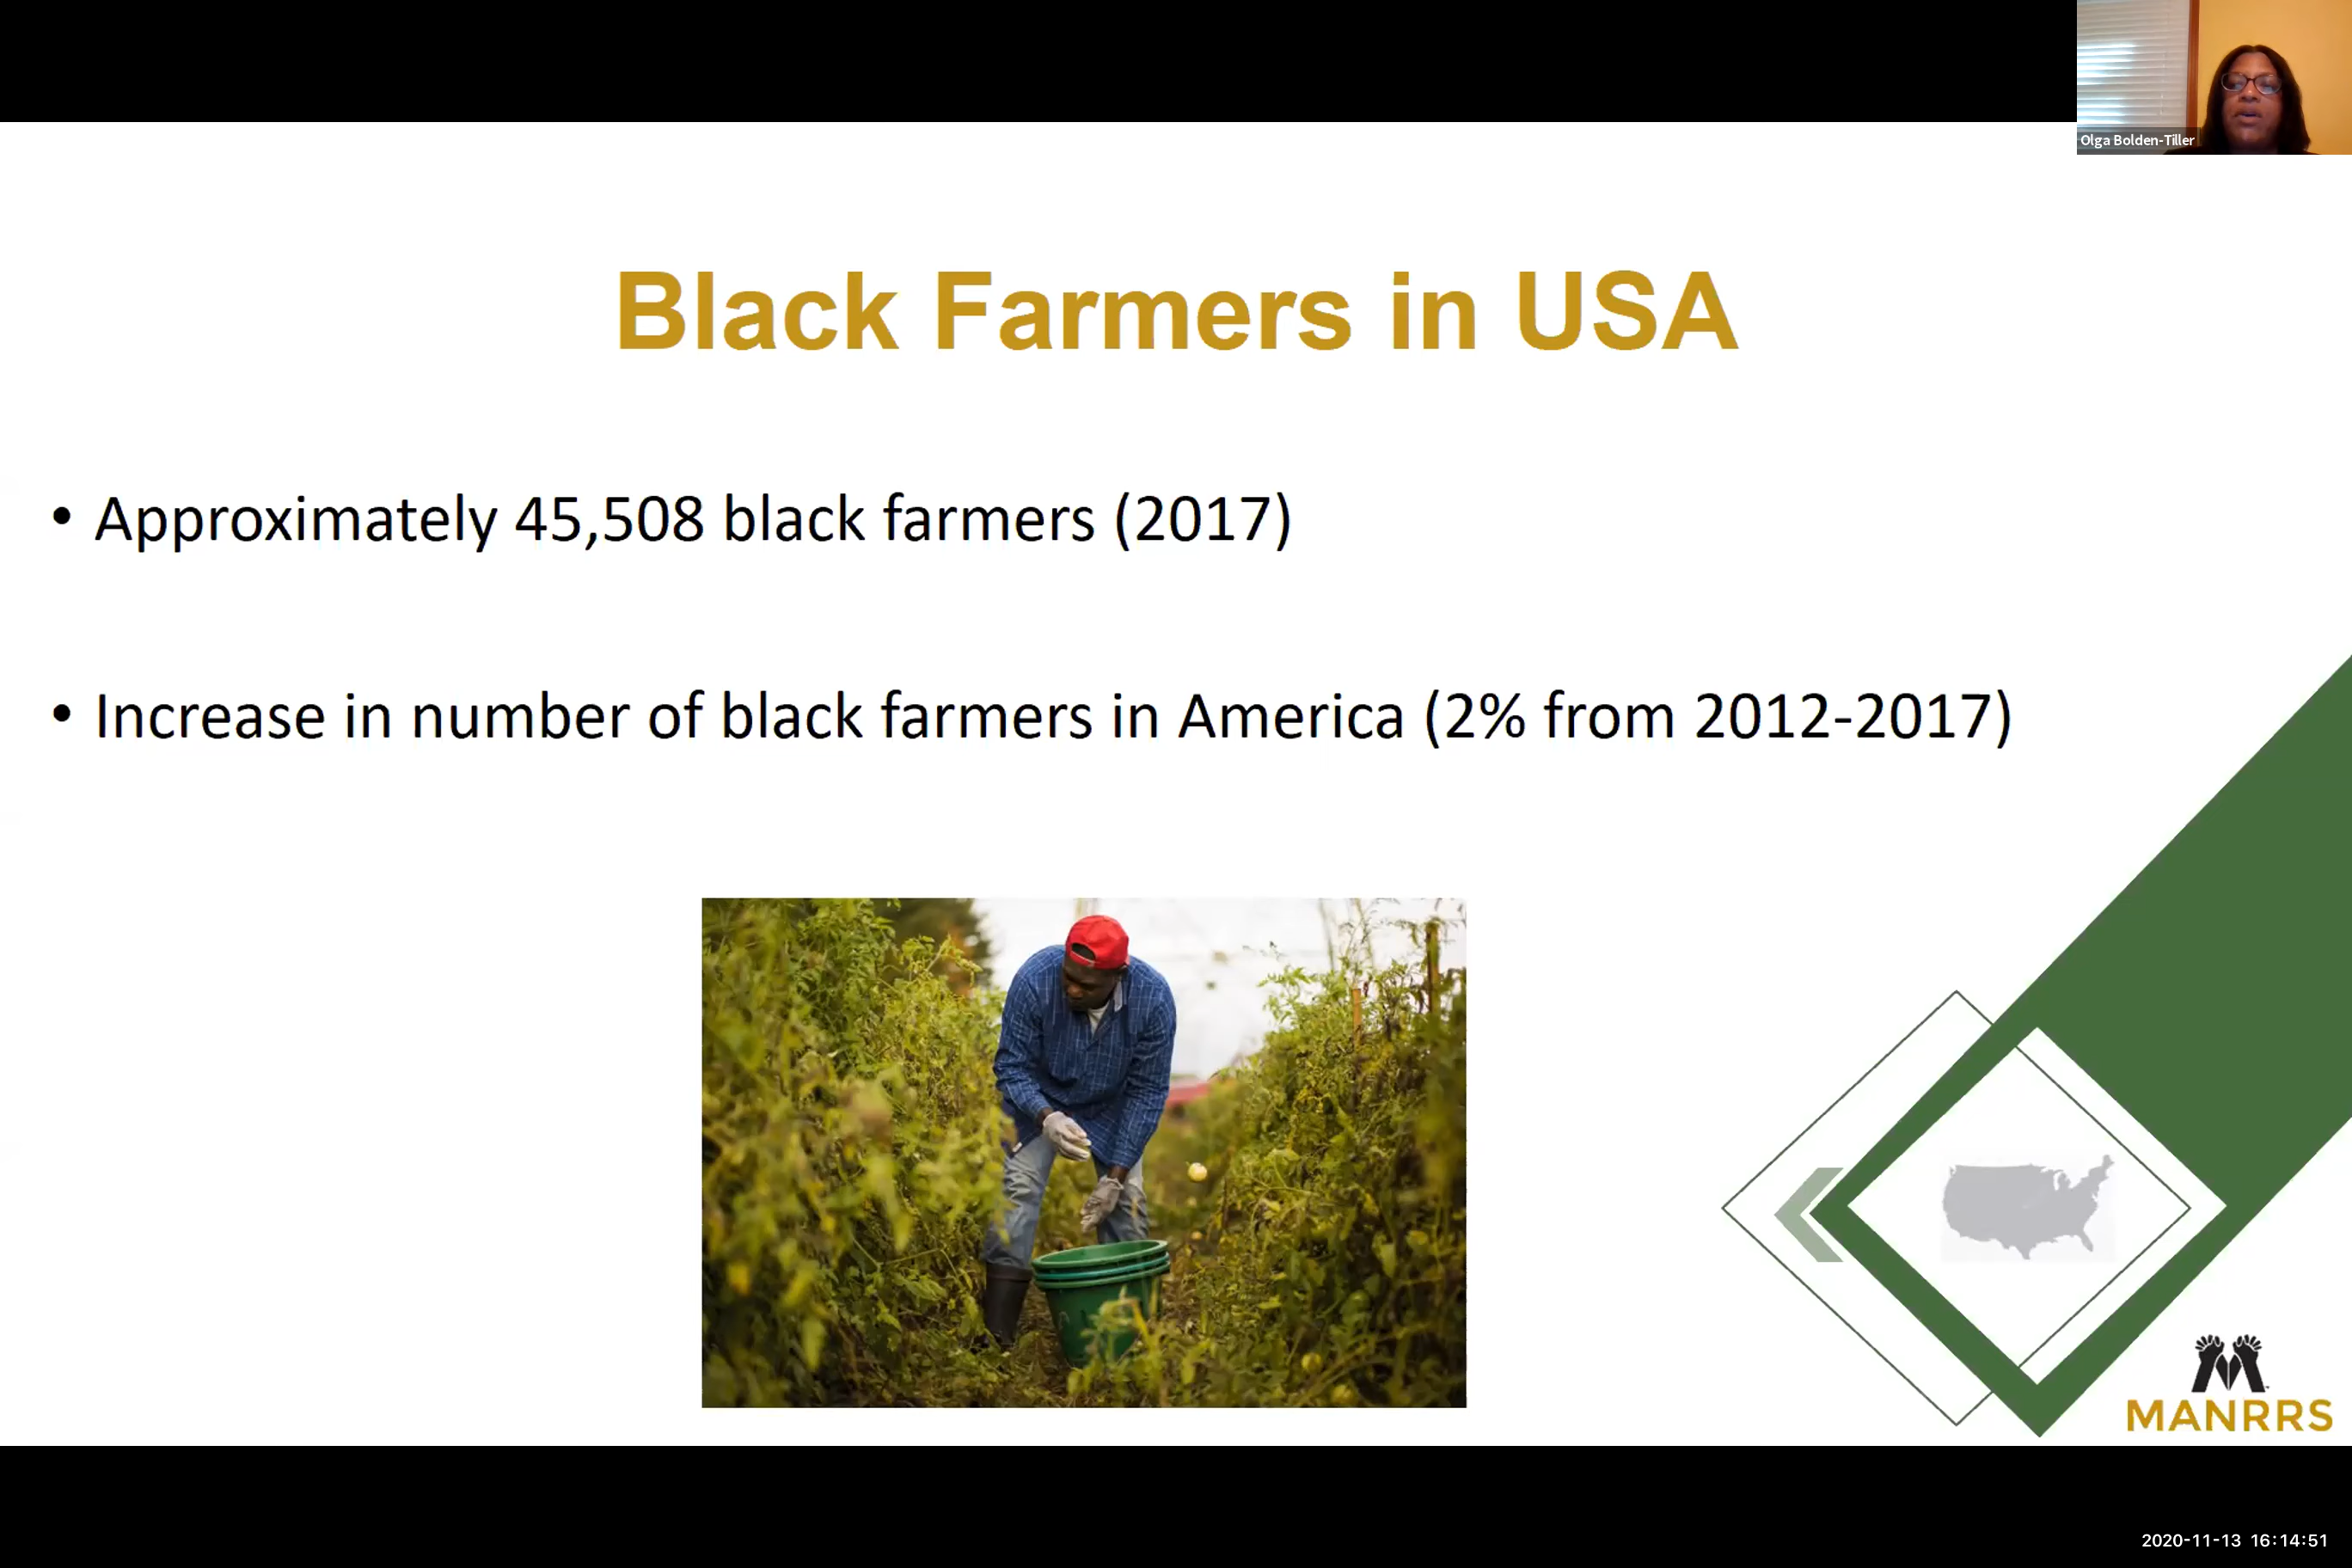 Olga Bolden-Tiller
Black Farmers in USA
• Approximately 45,508 black farmers (2017)
• Increase in number of black farmers in America (2% from 2012-2017)
MANRRS
2020-11-13 16:14:51